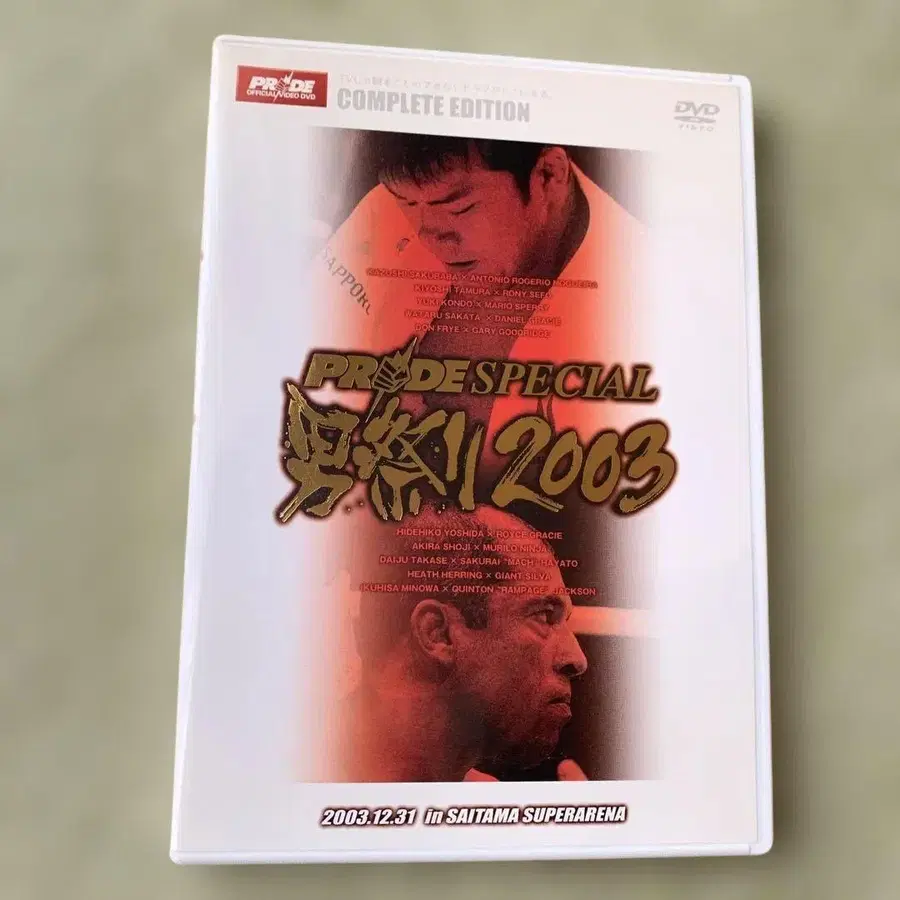 PRIDE
OFFICIAL VIDEO DVD
COMPLETE EDITION
DVD
VIDEO
SAPPORO
KAZUSHI SAKURABA × ANTONIO ROGERIO NOGUEIRA
KIYOSHI TAMURA × RONY SEFO
YUKI KONDO × MARIO SPERRY
WATARU SAKATA × DANIEL GRACIE
DON FRYE × GARY GOODRIDGE
PRIDE SPECIAL
男祭り2003
HIDEHIKO YOSHIDA × ROYCE GRACIE
AKIRA SHOJI × MURILO NINJA
DAIJU TAKASE × SAKURAI "MACH" HAYATO
HEATH HERRING × GIANT SILVA
IKUHISA MINOWA × QUINTON "RAMPAGE" JACKSON
2003.12.31 in SAITAMA SUPERARENA